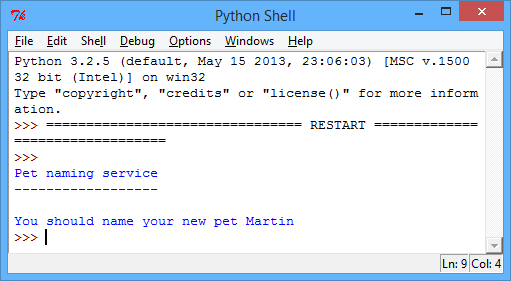 Python Shell
File Edit Shell Debug Options Windows Help
Python 3.2.5 (default, May 15 2013, 23:06:03) [MSC v.1500
32 bit (Intel)] on win32
Type "copyright", "credits" or "license()" for more inform
ation.
>>> ================================ RESTART =============
===================
>>>
Pet naming service
------------------

You should name your new pet Martin
>>>
Ln: 9 Col: 4